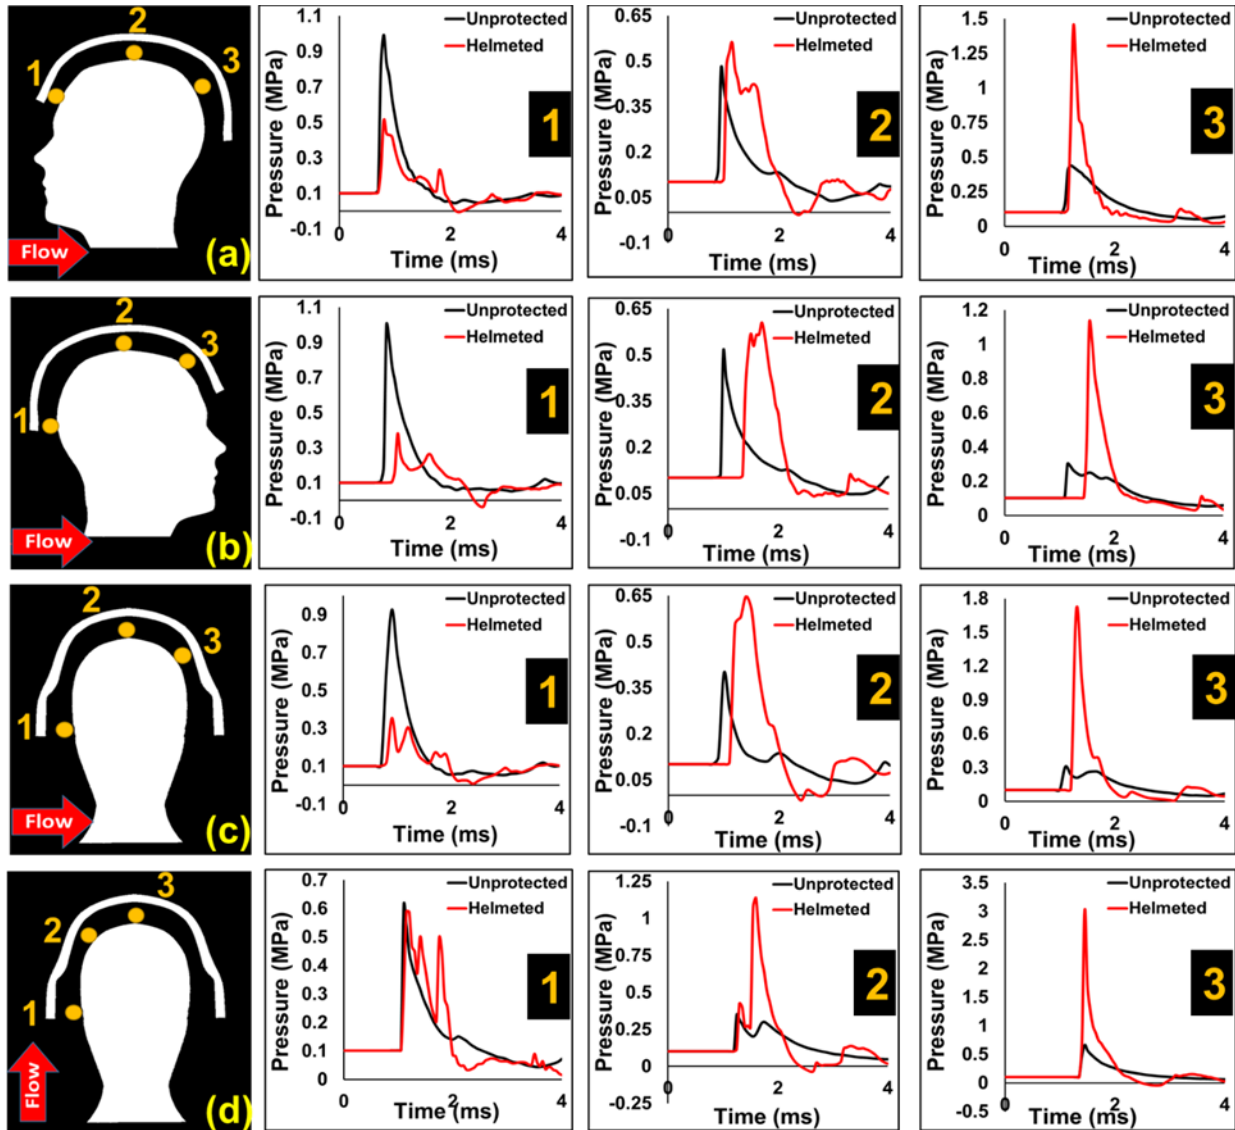 1
2
3
Flow
(a)
Pressure (MPa)
1.1
0.9
0.7
0.5
0.3
0.1
-0.1
0
2
4
Time (ms)
Unprotected
Helmeted
1
Pressure (MPa)
0.65
0.35
0.05
-0.1
0
2
4
Time (ms)
Unprotected
Helmeted
2
Pressure (MPa)
1.5
1.25
1
0.75
0.5
0.25
0
0
2
4
Time (ms)
Unprotected
Helmeted
3
1
2
3
Flow
(b)
Pressure (MPa)
1.1
0.9
0.7
0.5
0.3
0.1
-0.1
0
2
4
Time (ms)
Unprotected
Helmeted
1
Pressure (MPa)
0.65
0.5
0.35
0.2
0.05
-0.1
0
2
4
Time (ms)
Unprotected
Helmeted
2
Pressure (MPa)
1.2
1
0.8
0.6
0.4
0.2
0
0
2
4
Time (ms)
Unprotected
Helmeted
3
1
2
3
Flow
(c)
Pressure (MPa)
0.9
0.7
0.5
0.3
0.1
-0.1
0
2
4
Time (ms)
Unprotected
Helmeted
1
Pressure (MPa)
0.65
0.35
0.05
-0.1
0
2
4
Time (ms)
Unprotected
Helmeted
2
Pressure (MPa)
1.8
1.5
1.2
0.9
0.6
0.3
0
0
2
4
Time (ms)
Unprotected
Helmeted
3
1
2
3
Flow
(d)
Pressure (MPa)
0.7
0.6
0.5
0.4
0.3
0.2
0.1
0
0
2
4
Time (ms)
Unprotected
Helmeted
1
Pressure (MPa)
1.25
1
0.75
0.5
0.25
0
-0.25
0
2
4
Time (ms)
Unprotected
Helmeted
2
Pressure (MPa)
3.5
3
2.5
2
1.5
1
0.5
0
-0.5
0
2
4
Time (ms)
Unprotected
Helmeted
3